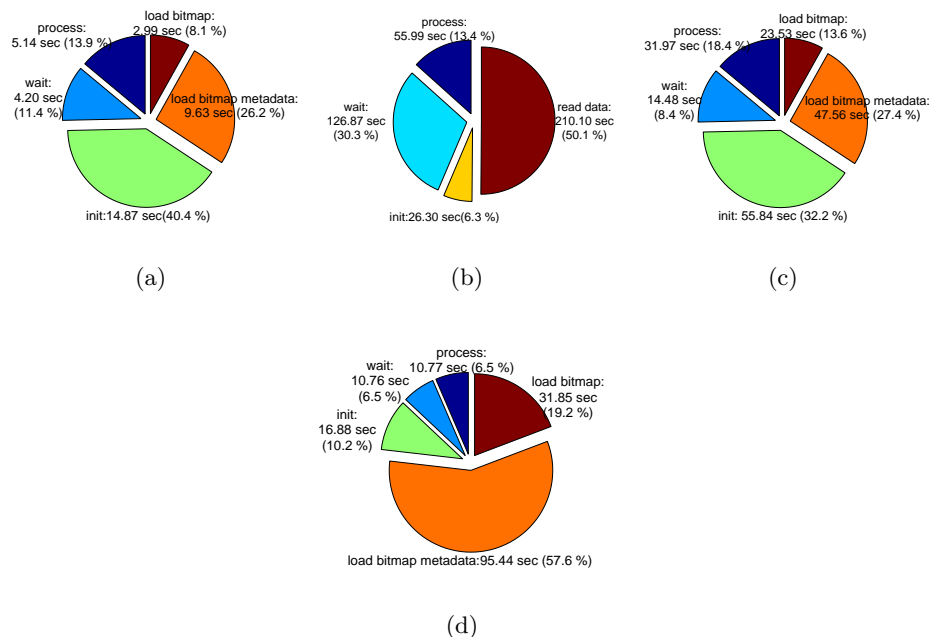 load bitmap:
2.99 sec (8.1 %)
process:
5.14 sec (13.9 %)
wait:
4.20 sec
(11.4 %)
load bitmap metadata:
9.63 sec (26.2 %)
init:14.87 sec(40.4 %)
(a)
process:
55.99 sec (13.4 %)
wait:
126.87 sec
(30.3 %)
read data:
210.10 sec
(50.1 %)
init:26.30 sec(6.3 %)
(b)
load bitmap:
23.53 sec (13.6 %)
process:
31.97 sec (18.4 %)
wait:
14.48 sec
(8.4 %)
load bitmap metadata:
47.56 sec (27.4 %)
init: 55.84 sec (32.2 %)
(c)
process:
10.77 sec (6.5 %)
wait:
10.76 sec
(6.5 %)
load bitmap:
31.85 sec
(19.2 %)
init:
16.88 sec
(10.2 %)
load bitmap metadata:95.44 sec (57.6 %)
(d)